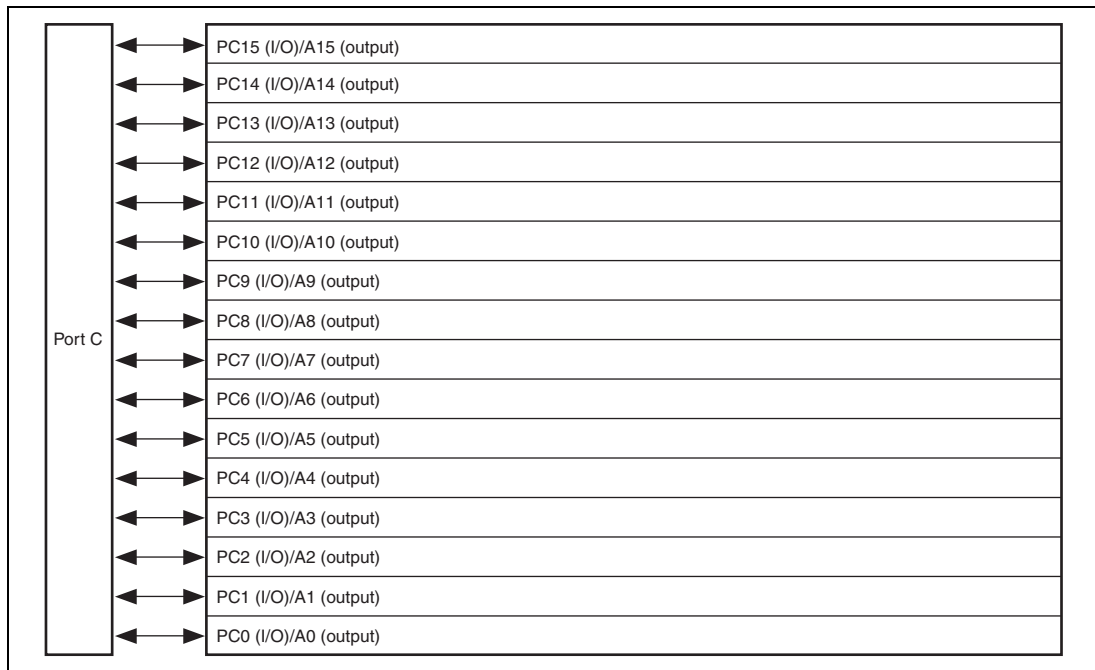 PC15 (I/O)/A15 (output)
PC14 (I/O)/A14 (output)
PC13 (I/O)/A13 (output)
PC12 (I/O)/A12 (output)
PC11 (I/O)/A11 (output)
PC10 (I/O)/A10 (output)
PC9 (I/O)/A9 (output)
PC8 (I/O)/A8 (output)
Port C
PC7 (I/O)/A7 (output)
PC6 (I/O)/A6 (output)
PC5 (I/O)/A5 (output)
PC4 (I/O)/A4 (output)
PC3 (I/O)/A3 (output)
PC2 (I/O)/A2 (output)
PC1 (I/O)/A1 (output)
PC0 (I/O)/A0 (output)